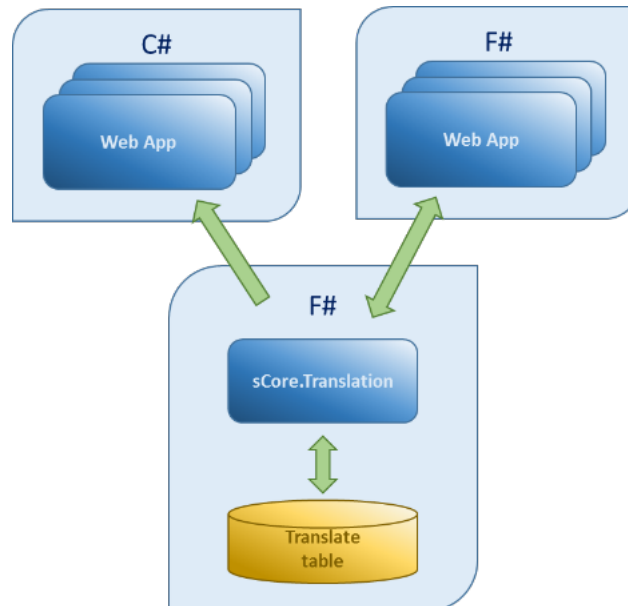 C#
Web App
F#
Web App
F#
sCore.Translation
Translate
table